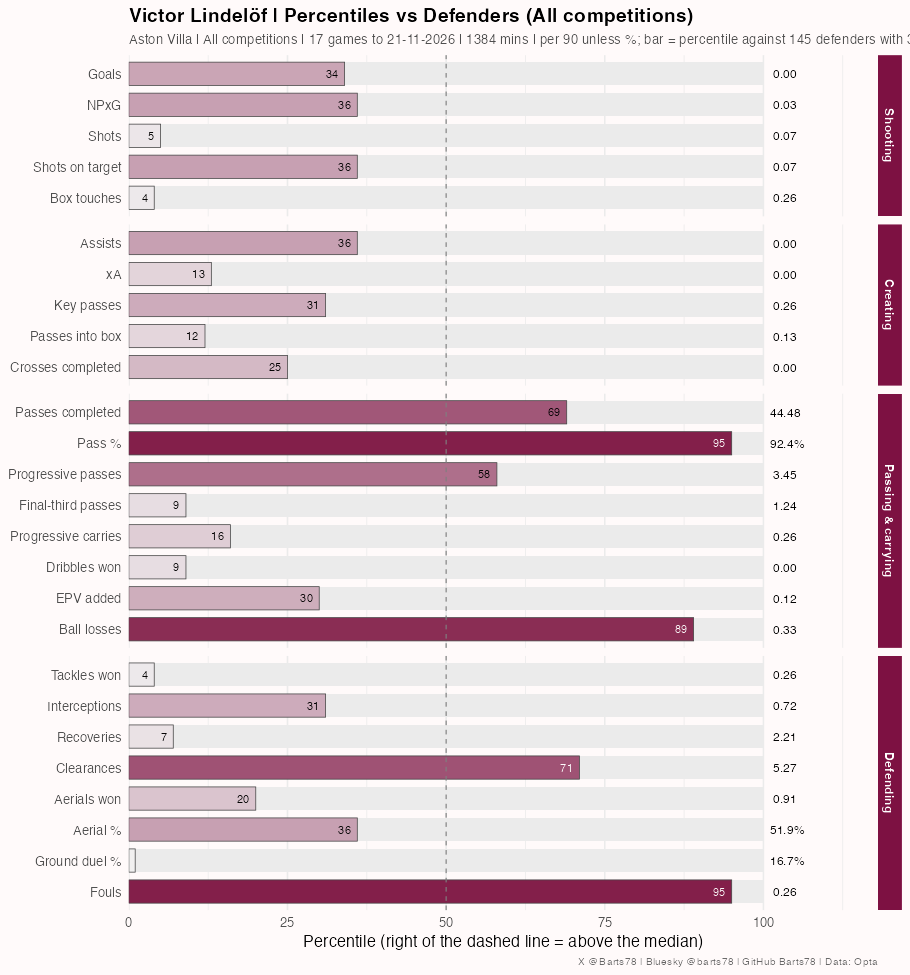 Victor Lindelöf | Percentiles vs Defenders (All competitions)
Aston Villa | All competitions | 17 games to 21-11-2026 | 1384 mins | per 90 unless %; bar = percentile against 145 defenders with 3
Goals 34 0.00
NPxG 36 0.03
Shots 5 0.07
Shots on target 36 0.07
Box touches 4 0.26
Shooting
Assists 36 0.00
xA 13 0.00
Key passes 31 0.26
Passes into box 12 0.13
Crosses completed 25 0.00
Creating
Passes completed 69 44.48
Pass % 95 92.4%
Progressive passes 58 3.45
Final-third passes 9 1.24
Progressive carries 16 0.26
Dribbles won 9 0.00
EPV added 30 0.12
Ball losses 89 0.33
Passing & carrying
Tackles won 4 0.26
Interceptions 31 0.72
Recoveries 7 2.21
Clearances 71 5.27
Aerials won 20 0.91
Aerial % 36 51.9%
Ground duel % 16.7%
Fouls 95 0.26
Defending
0 25 50 75 100
Percentile (right of the dashed line = above the median)
X @Barts78 | Bluesky @barts78 | GitHub Barts78 | Data: Opta